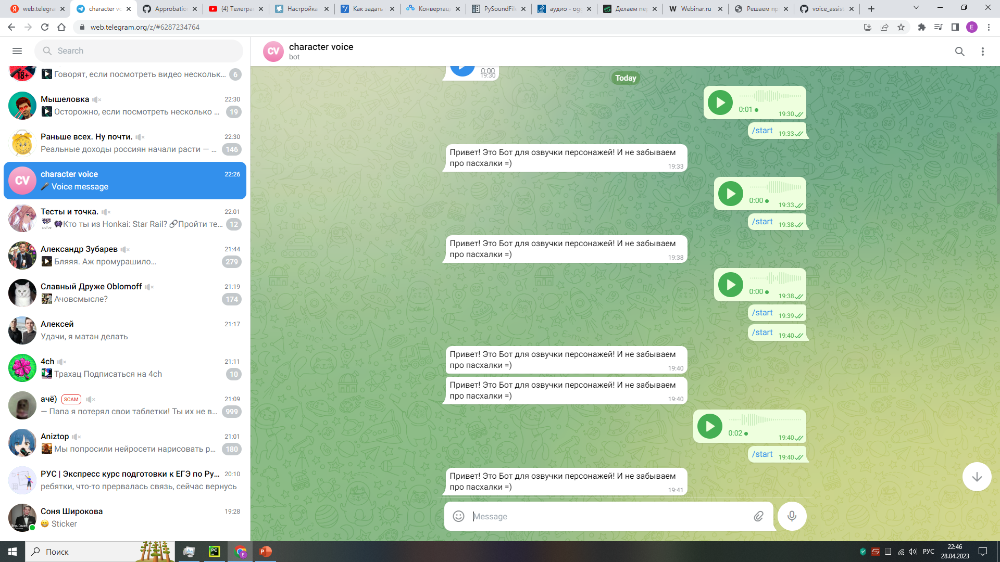 web.telegra
character vo
Approbation
(4) Телеграм
Настройка
Как задать
Конвертац
PySoundFile
аудио - ogg
Делаем пе
Webinar.ru
Решаем пр
voice_assist
web.telegram.org/z/#6287234764
E
Search
18+
Говорят, если посмотреть видео нескольк... 6
Мышеловка 22:30
Осторожно, если посмотреть несколько ... 19
Раньше всех. Ну почти. 22:30
Реальные доходы россиян начали расти — ... 146
CV
character voice 22:26
Voice message
Тесты и точка. 22:01
Кто ты из Honkai: Star Rail? Пройти те... 12
Александр Зубарев 21:44
Бляяя. Аж промурашило... 279
Славный Друже Oblomoff 21:19
Ачовсмысле? 174
Алексей 21:17
Удачи, я матан делать
4ch 21:11
Трахац Подписаться на 4ch 10
ачё) SCAM 21:09
— Папа я потерял свои таблетки! Ты их не в... 999
Aniztop 21:01
Мы попросили нейросети нарисовать р... 180
РУС | Экспресс курс подготовки к ЕГЭ по Ру... 20:10
ребятки, что-то прервалась связь, сейчас вернусь
Соня Широкова 19:28
Sticker
CV
character voice
bot
0:00
19:30
Today
0:01 19:30
/start 19:33
Привет! Это Бот для озвучки персонажей! И не забываем
про пасхалки =) 19:33
0:00 19:33
/start 19:38
Привет! Это Бот для озвучки персонажей! И не забываем
про пасхалки =) 19:38
0:00 19:38
/start 19:39
/start 19:40
Привет! Это Бот для озвучки персонажей! И не забываем
про пасхалки =) 19:40
Привет! Это Бот для озвучки персонажей! И не забываем
про пасхалки =) 19:40
0:02 19:40
/start 19:40
Привет! Это Бот для озвучки персонажей! И не забываем
про пасхалки =) 19:41
Message
Поиск
PC
E
P
РУС
22:46
28.04.2023